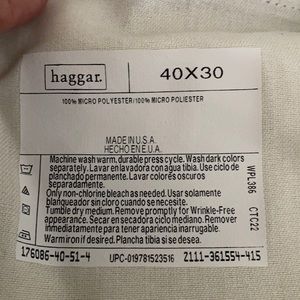 haggar.
40X30
100% MICRO POLYESTER/100% MICRO POLIESTER
MADE IN U.S.A.
HECHO EN E.U.A.
Machine wash warm, durable press cycle. Wash dark colors
separately. Lavar en lavadora con agua tibia. Use ciclo de
planchado permanente. Lavar colores oscuros
separadamente.
Only non-chlorine bleach as needed. Usar solamente
blanqueador sin cloro cuando es necesario.
Tumble dry medium. Remove promptly for Wrinkle-Free
appearance. Secar en secadora a ciclo mediano. Remover
inmediatamente para tener apariencia inarrugable.
Warm iron if desired. Plancha tibia si se desea.
WPL286 CTC22
176086-40-51-4
UPC-019781523516
Z111-361554-415